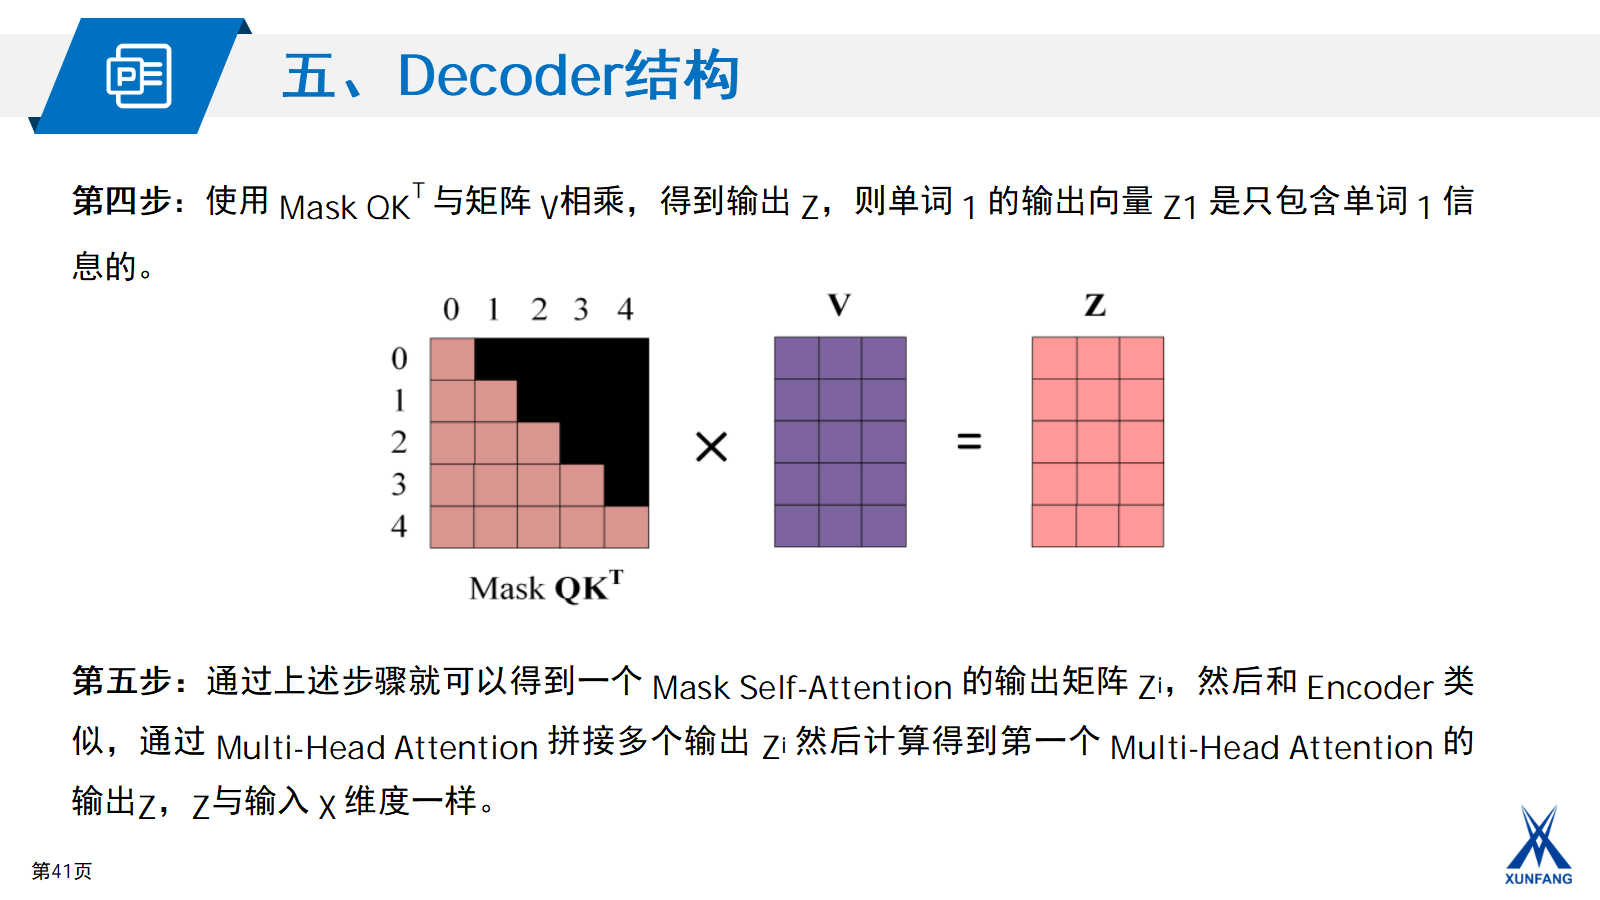 五、Decoder结构
第四步：使用 Mask QKᵀ 与矩阵 V相乘，得到输出 Z，则单词 1 的输出向量 Z1 是只包含单词 1 信
息的。
0 1 2 3 4
V
Z
0
1
2
3
4
×
=
Mask QKᵀ
第五步：通过上述步骤就可以得到一个 Mask Self-Attention 的输出矩阵 Zi，然后和 Encoder 类
似，通过 Multi-Head Attention 拼接多个输出 Zi 然后计算得到第一个 Multi-Head Attention 的
输出Z，Z与输入 X 维度一样。
第41页
XUNFANG